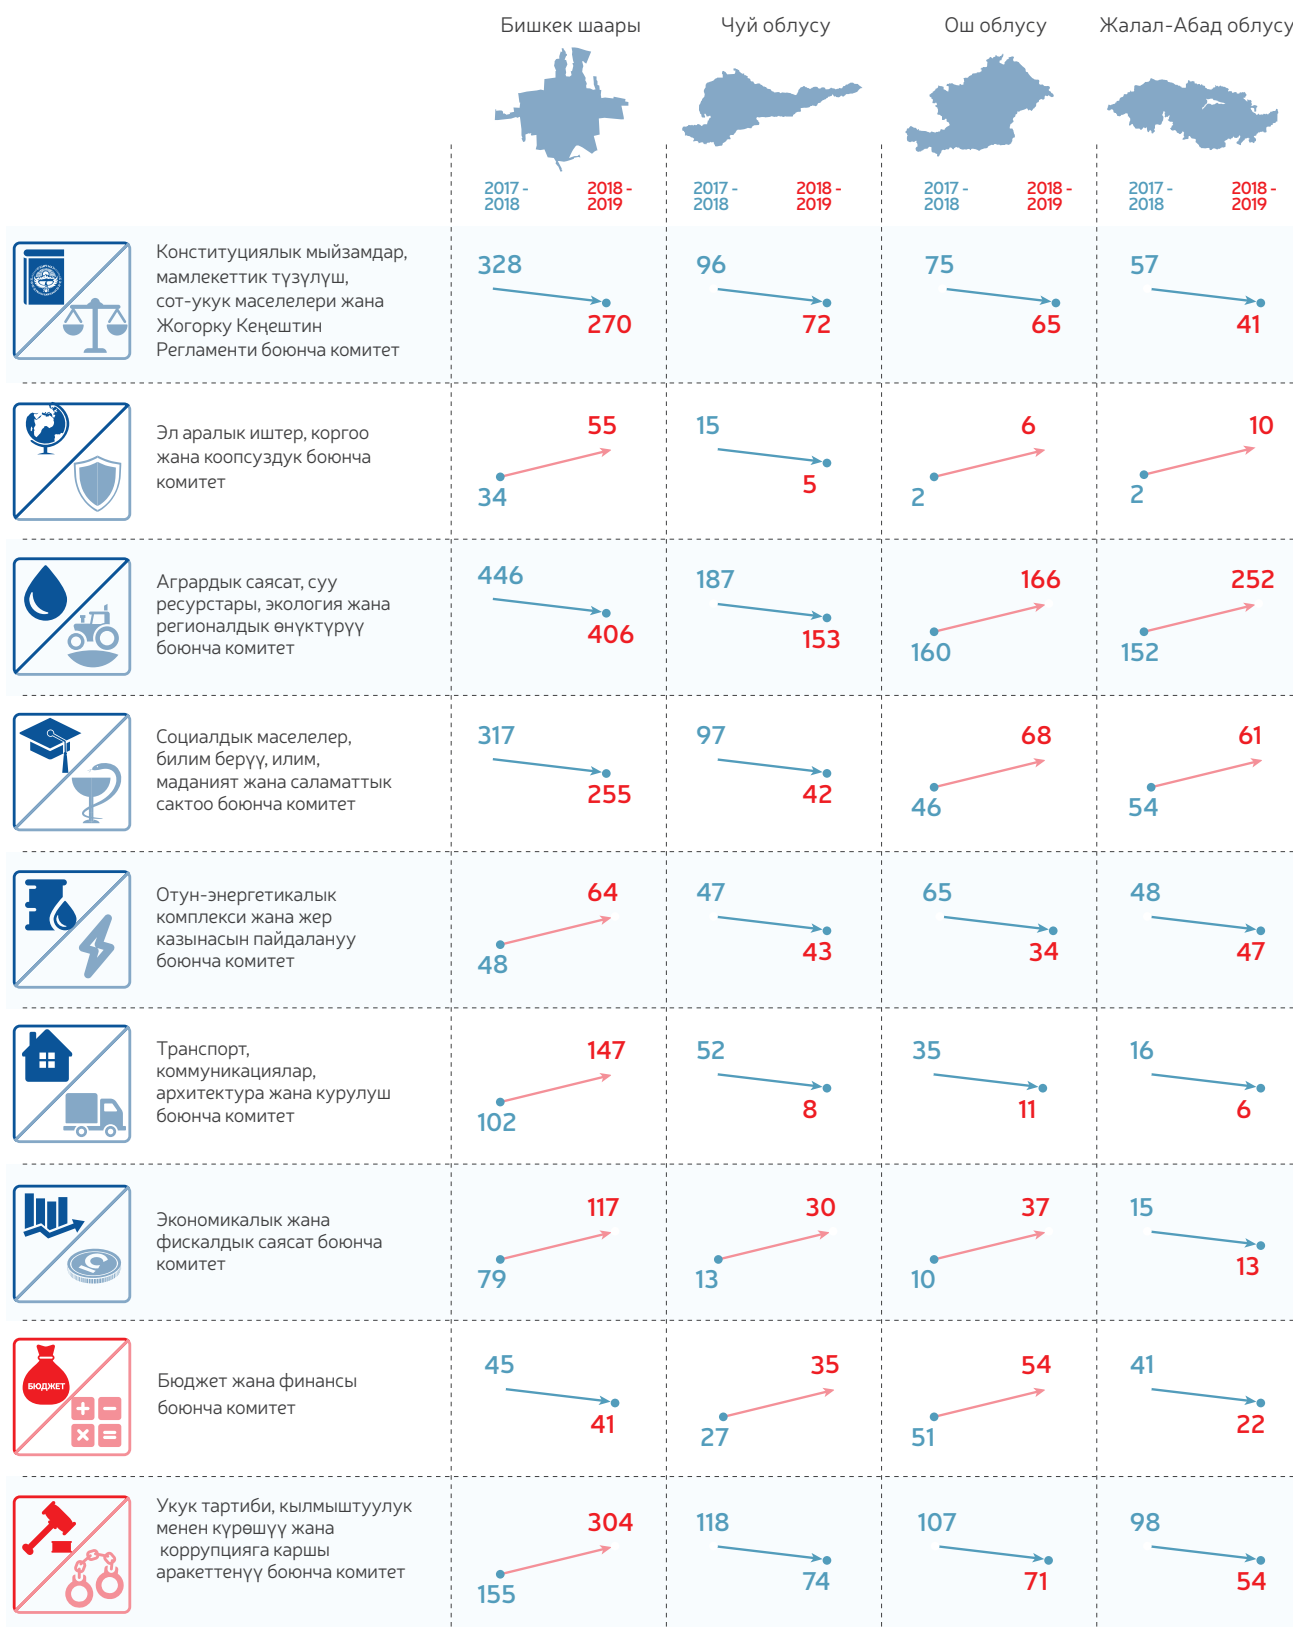 Бишкек шаары
Чуй облусу
Ош облусу
Жалал-Абад облусу
2017 -
2018
2018 -
2019
2017 -
2018
2018 -
2019
2017 -
2018
2018 -
2019
2017 -
2018
2018 -
2019
Конституциялык мыйзамдар,
мамлекеттик түзүлүш,
сот-укук маселелери жана
Жогорку Кеңештин
Регламенти боюнча комитет
328
270
96
72
75
65
57
41
Эл аралык иштер, коргоо
жана коопсуздук боюнча
комитет
34
55
15
5
2
6
2
10
Агрардык саясат, суу
ресурстары, экология жана
регионалдык өнүктүрүү
боюнча комитет
446
406
187
153
160
166
152
252
Социалдык маселелер,
билим берүү, илим,
маданият жана саламаттык
сактоо боюнча комитет
317
255
97
42
46
68
54
61
Отун-энергетикалык
комплекси жана жер
казынасын пайдалануу
боюнча комитет
48
64
47
43
65
34
48
47
Транспорт,
коммуникациялар,
архитектура жана курулуш
боюнча комитет
102
147
52
8
35
11
16
6
Экономикалык жана
фискалдык саясат боюнча
комитет
79
117
13
30
10
37
15
13
БЮДЖЕТ
Бюджет жана финансы
боюнча комитет
45
41
27
35
51
54
41
22
Укук тартиби, кылмыштуулук
менен күрөшүү жана
коррупцияга каршы
аракеттенүү боюнча комитет
155
304
118
74
107
71
98
54